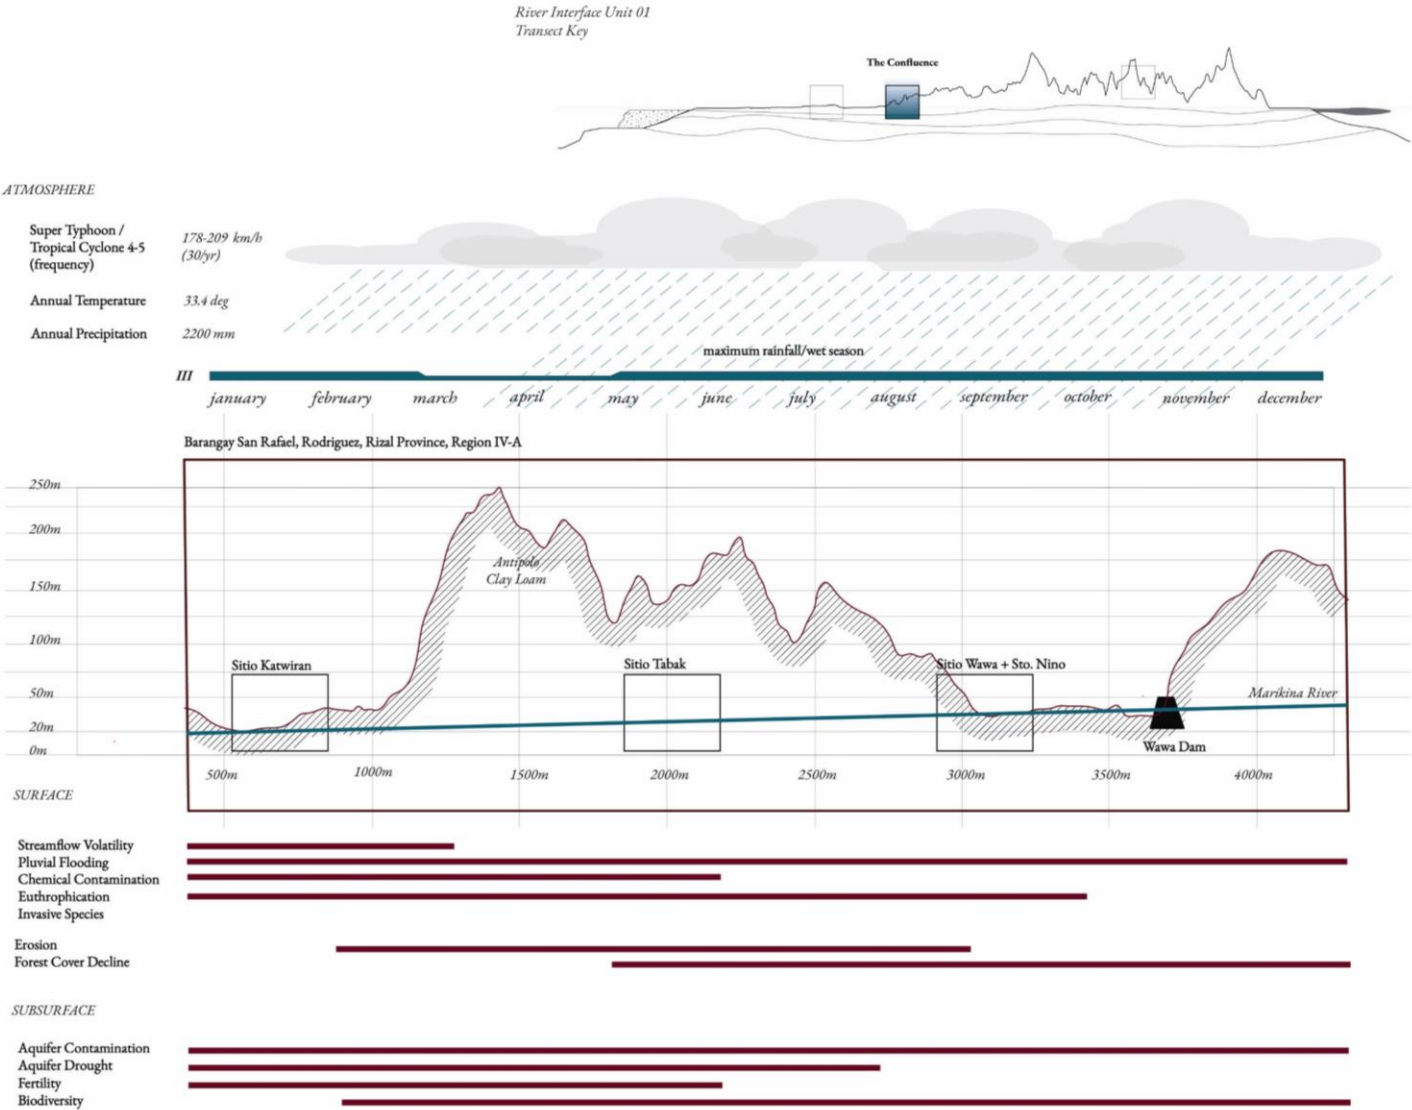 River Interface Unit 01
Transect Key
The Confluence
ATMOSPHERE
Super Typhoon /
Tropical Cyclone 4-5
(frequency)
178-209 km/h
(30/yr)
Annual Temperature
33.4 deg
Annual Precipitation
2200 mm
maximum rainfall/wet season
III
january february march april may june july august september october november december
Barangay San Rafael, Rodriguez, Rizal Province, Region IV-A
250m
200m
Antipolo
Clay Loam
150m
100m
Sitio Katwiran
Sitio Tabak
Sitio Wawa + Sto. Nino
50m
Marikina River
20m
0m
Wawa Dam
500m 1000m 1500m 2000m 2500m 3000m 3500m 4000m
SURFACE
Streamflow Volatility
Pluvial Flooding
Chemical Contamination
Euthrophication
Invasive Species
Erosion
Forest Cover Decline
SUBSURFACE
Aquifer Contamination
Aquifer Drought
Fertility
Biodiversity